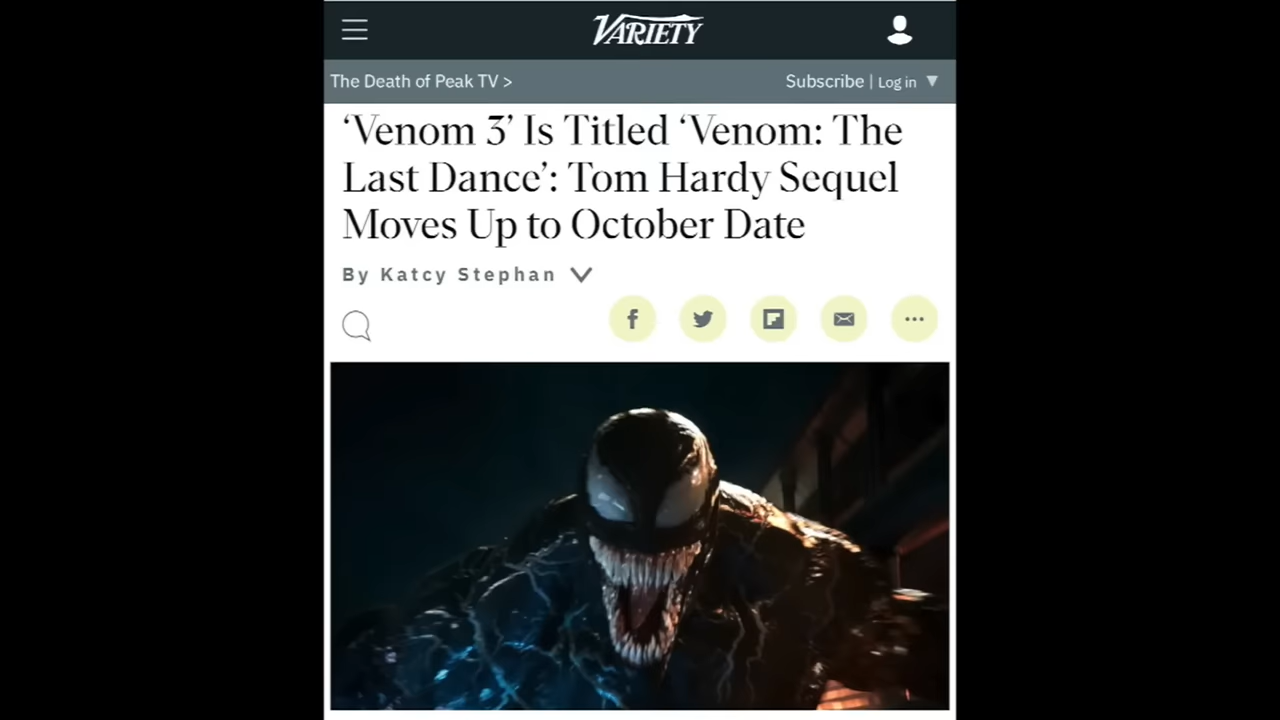 VARIETY
The Death of Peak TV >
Subscribe | Log in ▼
‘Venom 3’ Is Titled ‘Venom: The
Last Dance’: Tom Hardy Sequel
Moves Up to October Date
By Katcy Stephan